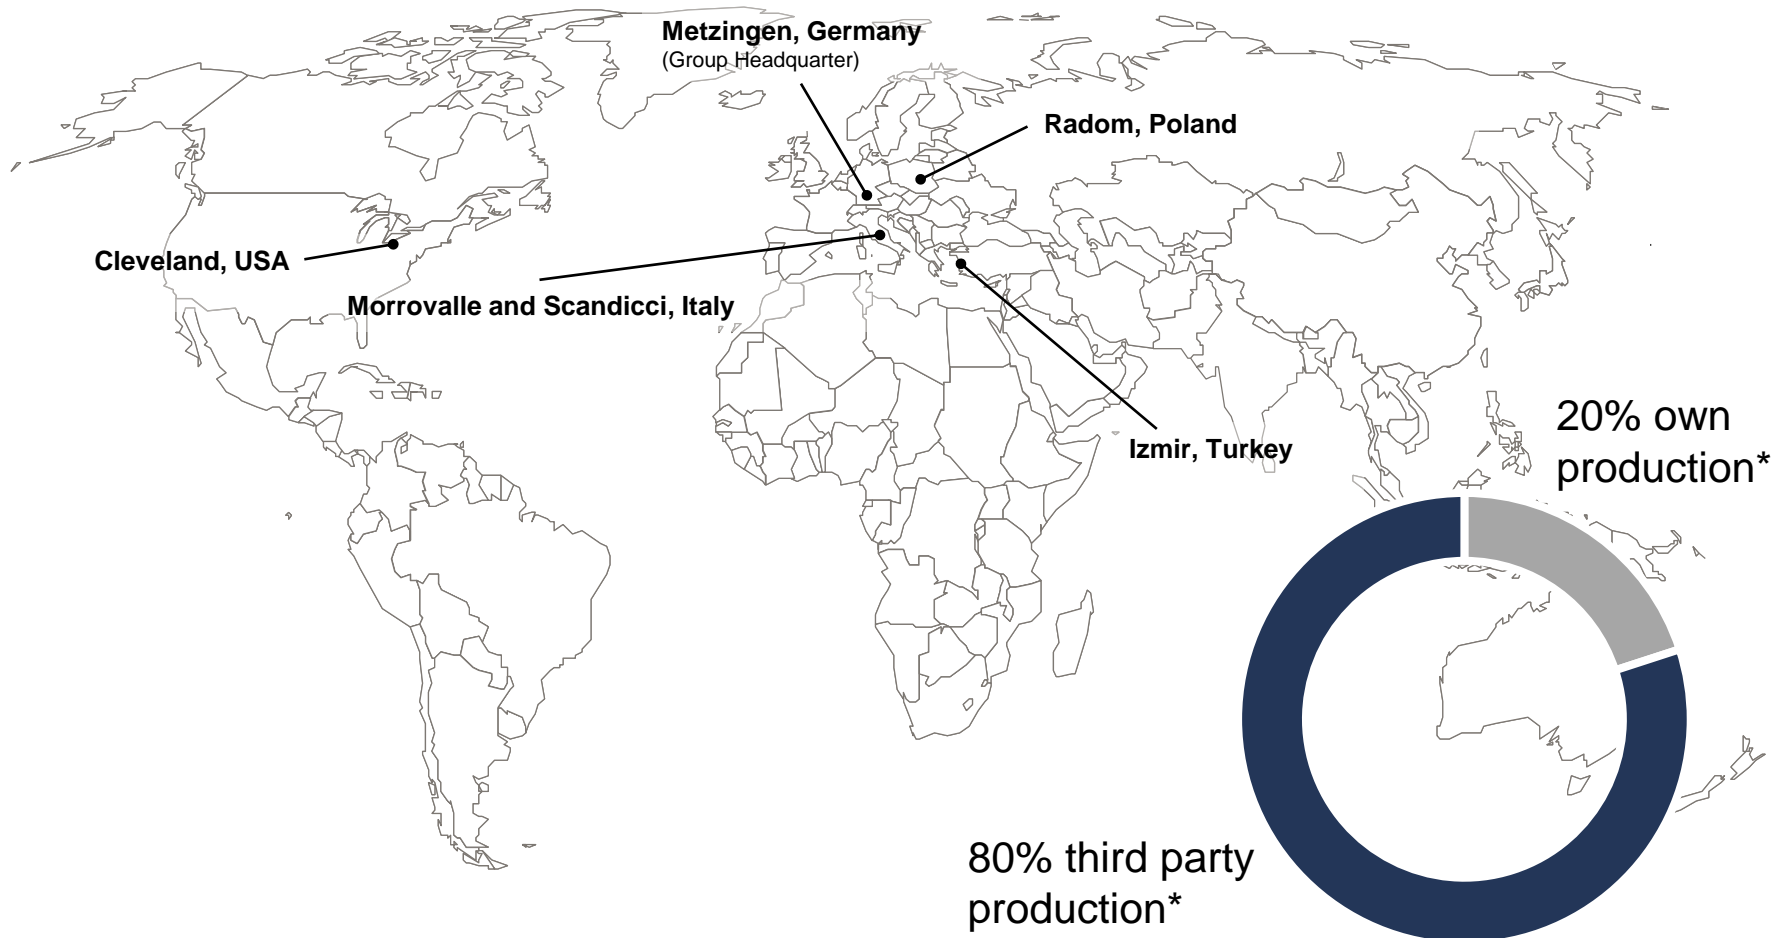 Metzingen, Germany
(Group Headquarter)
Radom, Poland
Cleveland, USA
Morrovalle and Scandicci, Italy
Izmir, Turkey
20% own
production*
80% third party
production*